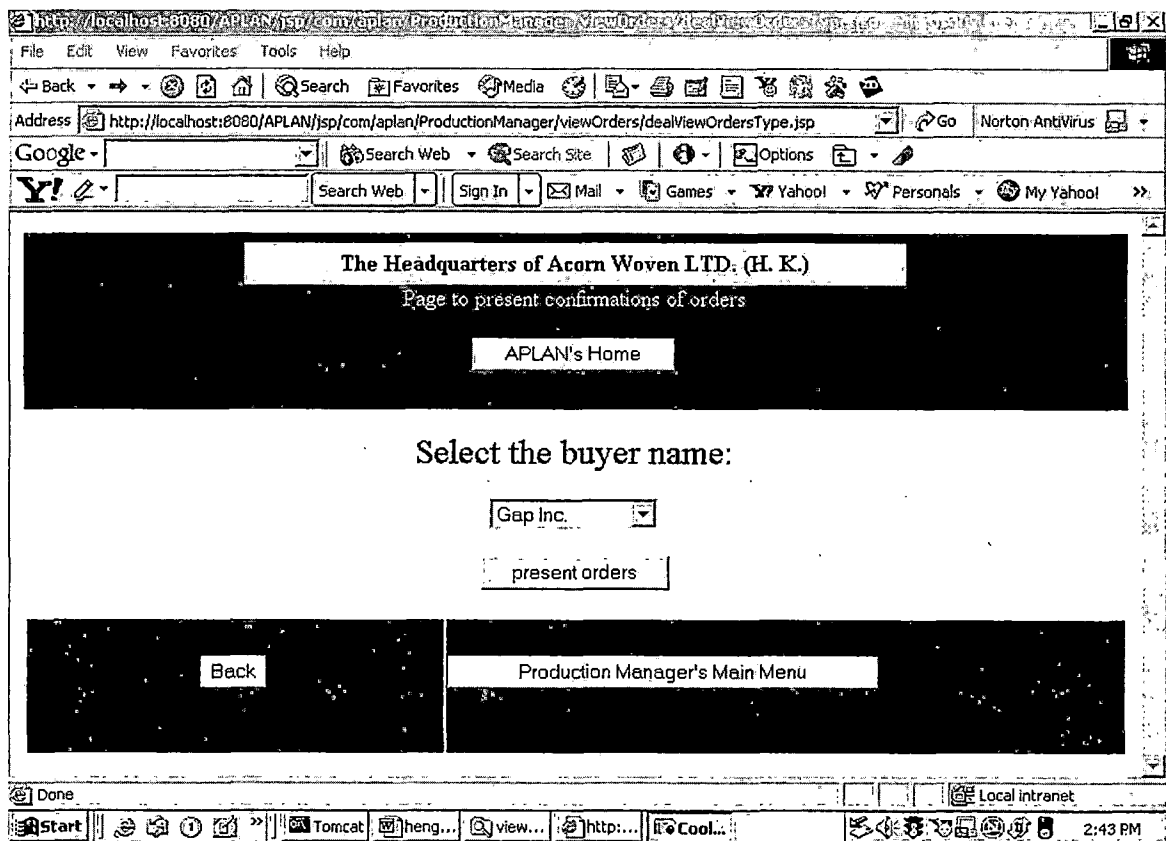 File Edit View Favorites Tools Help
Back Search Favorites Media
Address http://localhost:8080/APLAN/jsp/com/aplan/ProductionManager/viewOrders/dealViewOrdersType.jsp Go Norton AntiVirus
Google Search Web Search Site Options
Y! Search Web Sign In Mail Games Yahoo! Personals My Yahoo! »
The Headquarters of Acorn Woven LTD. (H. K.)
Page to present confirmations of orders
APLAN's Home
Select the buyer name:
Gap Inc.
present orders
Back Production Manager's Main Menu
Done Local intranet
Start » Tomcat heng... view... http:... Cool... 2:43 PM